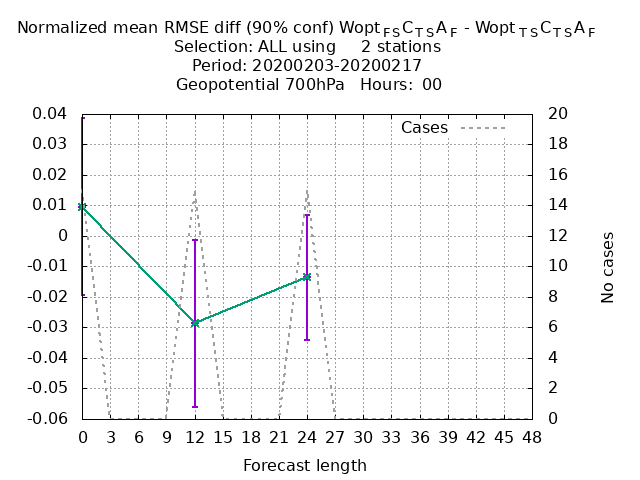 Normalized mean RMSE diff (90% conf) Wopt FS C TS A F - Wopt TS C TS A F
Selection: ALL using 2 stations
Period: 20200203-20200217
Geopotential 700hPa Hours: 00
Cases
0.04
0.03
0.02
0.01
0
-0.01
-0.02
-0.03
-0.04
-0.05
-0.06
20
18
16
14
12
10
8
6
4
2
0
No cases
0 3 6 9 12 15 18 21 24 27 30 33 36 39 42 45 48
Forecast length